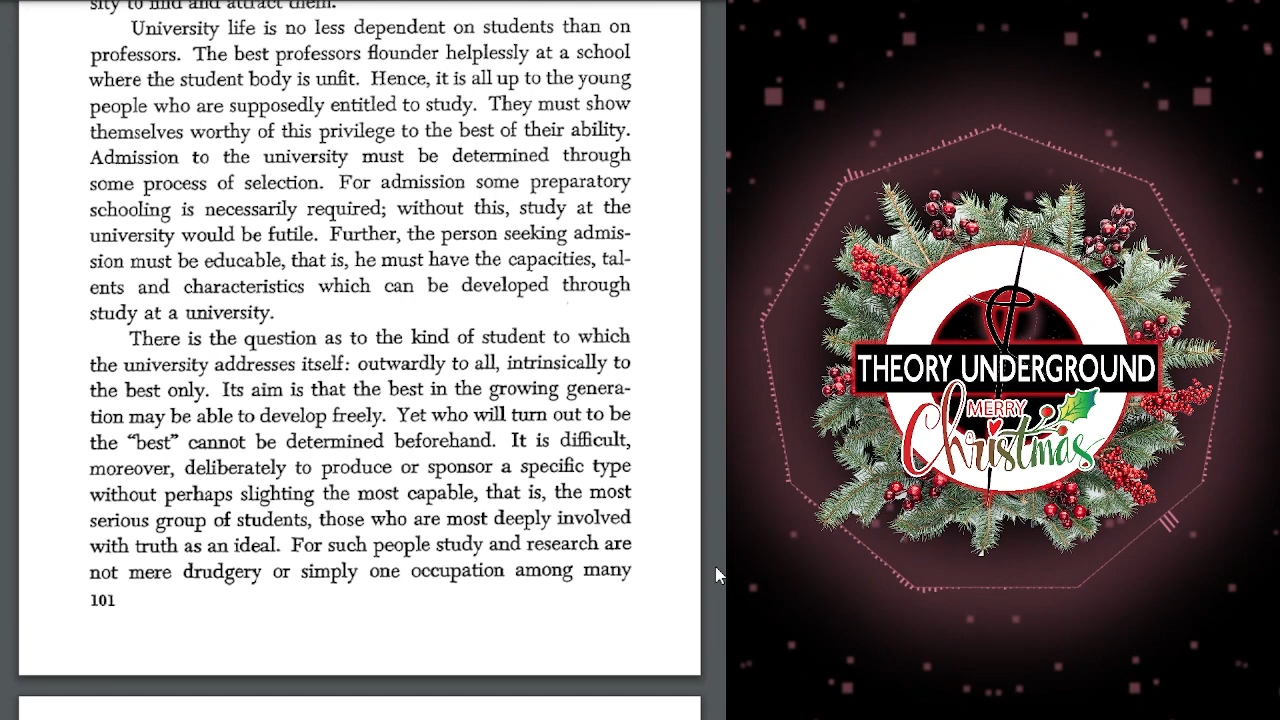 sity to find and attract them.
University life is no less dependent on students than on
professors. The best professors flounder helplessly at a school
where the student body is unfit. Hence, it is all up to the young
people who are supposedly entitled to study. They must show
themselves worthy of this privilege to the best of their ability.
Admission to the university must be determined through
some process of selection. For admission some preparatory
schooling is necessarily required; without this, study at the
university would be futile. Further, the person seeking admis-
sion must be educable, that is, he must have the capacities, tal-
ents and characteristics which can be developed through
study at a university.
There is the question as to the kind of student to which
the university addresses itself: outwardly to all, intrinsically to
the best only. Its aim is that the best in the growing genera-
tion may be able to develop freely. Yet who will turn out to be
the "best" cannot be determined beforehand. It is difficult,
moreover, deliberately to produce or sponsor a specific type
without perhaps slighting the most capable, that is, the most
serious group of students, those who are most deeply involved
with truth as an ideal. For such people study and research are
not mere drudgery or simply one occupation among many
101
THEORY UNDERGROUND
MERRY
Christmas